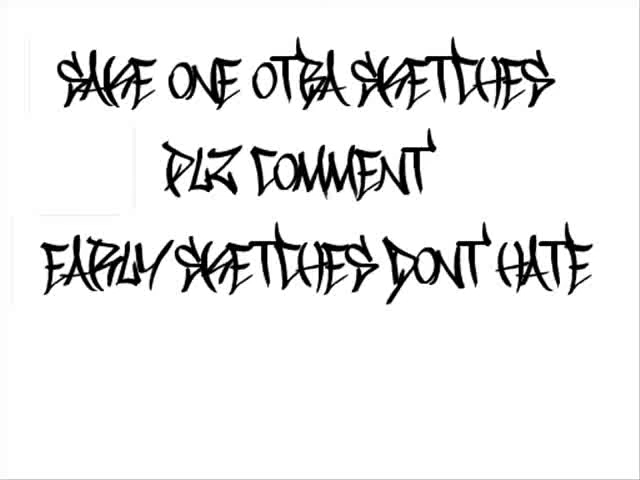 SAKE ONE OTBA SKETCHES
PLZ COMMENT
EARLY SKETCHES DONT HATE